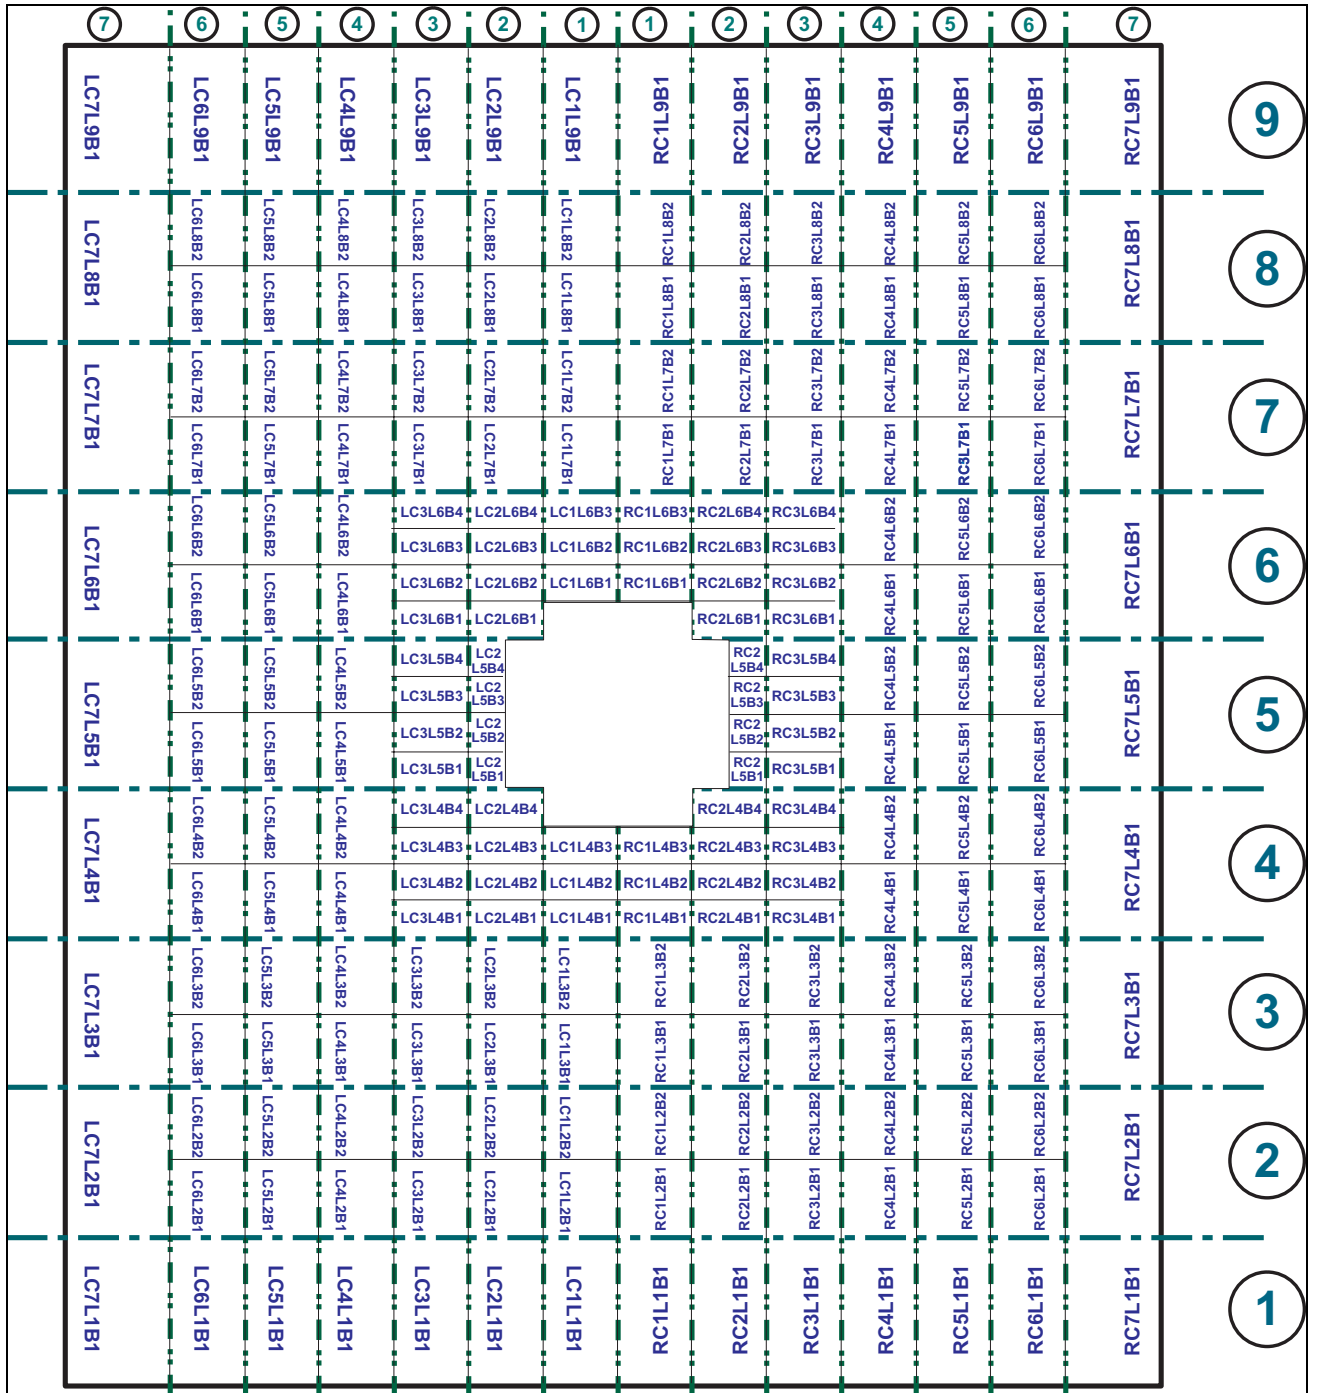 7 6 5 4 3 2 1 1 2 3 4 5 6 7
LC7L9B1 LC6L9B1 LC5L9B1 LC4L9B1 LC3L9B1 LC2L9B1 LC1L9B1 RC1L9B1 RC2L9B1 RC3L9B1 RC4L9B1 RC5L9B1 RC6L9B1 RC7L9B1 9
LC6L8B2 LC5L8B2 LC4L8B2 LC3L8B2 LC2L8B2 LC1L8B2 RC1L8B2 RC2L8B2 RC3L8B2 RC4L8B2 RC5L8B2 RC6L8B2
LC7L8B1 RC7L8B1 8
LC6L8B1 LC5L8B1 LC4L8B1 LC3L8B1 LC2L8B1 LC1L8B1 RC1L8B1 RC2L8B1 RC3L8B1 RC4L8B1 RC5L8B1 RC6L8B1
LC6L7B2 LC5L7B2 LC4L7B2 LC3L7B2 LC2L7B2 LC1L7B2 RC1L7B2 RC2L7B2 RC3L7B2 RC4L7B2 RC5L7B2 RC6L7B2
LC7L7B1 RC7L7B1 7
LC6L7B1 LC5L7B1 LC4L7B1 LC3L7B1 LC2L7B1 LC1L7B1 RC1L7B1 RC2L7B1 RC3L7B1 RC4L7B1 RC5L7B1 RC6L7B1
LC3L6B4 LC2L6B4 LC1L6B3 RC1L6B3 RC2L6B4 RC3L6B4
LC6L6B2 LC5L6B2 LC4L6B2 RC4L6B2 RC5L6B2 RC6L6B2
LC3L6B3 LC2L6B3 LC1L6B2 RC1L6B2 RC2L6B3 RC3L6B3
LC7L6B1 RC7L6B1 6
LC3L6B2 LC2L6B2 LC1L6B1 RC1L6B1 RC2L6B2 RC3L6B2
LC6L6B1 LC5L6B1 LC4L6B1 RC4L6B1 RC5L6B1 RC6L6B1
LC3L6B1 LC2L6B1 RC2L6B1 RC3L6B1
LC3L5B4 LC2 L5B4 RC2 L5B4 RC3L5B4
LC6L5B2 LC5L5B2 LC4L5B2 RC4L5B2 RC5L5B2 RC6L5B2
LC3L5B3 LC2 L5B3 RC2 L5B3 RC3L5B3
LC7L5B1 RC7L5B1 5
LC3L5B2 LC2 L5B2 RC2 L5B2 RC3L5B2
LC6L5B1 LC5L5B1 LC4L5B1 RC4L5B1 RC5L5B1 RC6L5B1
LC3L5B1 LC2 L5B1 RC2 L5B1 RC3L5B1
LC3L4B4 LC2L4B4 RC2L4B4 RC3L4B4
LC6L4B2 LC5L4B2 LC4L4B2 RC4L4B2 RC5L4B2 RC6L4B2
LC3L4B3 LC2L4B3 LC1L4B3 RC1L4B3 RC2L4B3 RC3L4B3
LC7L4B1 RC7L4B1 4
LC3L4B2 LC2L4B2 LC1L4B2 RC1L4B2 RC2L4B2 RC3L4B2
LC6L4B1 LC5L4B1 LC4L4B1 RC4L4B1 RC5L4B1 RC6L4B1
LC3L4B1 LC2L4B1 LC1L4B1 RC1L4B1 RC2L4B1 RC3L4B1
LC6L3B2 LC5L3B2 LC4L3B2 LC3L3B2 LC2L3B2 LC1L3B2 RC1L3B2 RC2L3B2 RC3L3B2 RC4L3B2 RC5L3B2 RC6L3B2
LC7L3B1 RC7L3B1 3
LC6L3B1 LC5L3B1 LC4L3B1 LC3L3B1 LC2L3B1 LC1L3B1 RC1L3B1 RC2L3B1 RC3L3B1 RC4L3B1 RC5L3B1 RC6L3B1
LC6L2B2 LC5L2B2 LC4L2B2 LC3L2B2 LC2L2B2 LC1L2B2 RC1L2B2 RC2L2B2 RC3L2B2 RC4L2B2 RC5L2B2 RC6L2B2
LC7L2B1 RC7L2B1 2
LC6L2B1 LC5L2B1 LC4L2B1 LC3L2B1 LC2L2B1 LC1L2B1 RC1L2B1 RC2L2B1 RC3L2B1 RC4L2B1 RC5L2B1 RC6L2B1
LC7L1B1 LC6L1B1 LC5L1B1 LC4L1B1 LC3L1B1 LC2L1B1 LC1L1B1 RC1L1B1 RC2L1B1 RC3L1B1 RC4L1B1 RC5L1B1 RC6L1B1 RC7L1B1 1